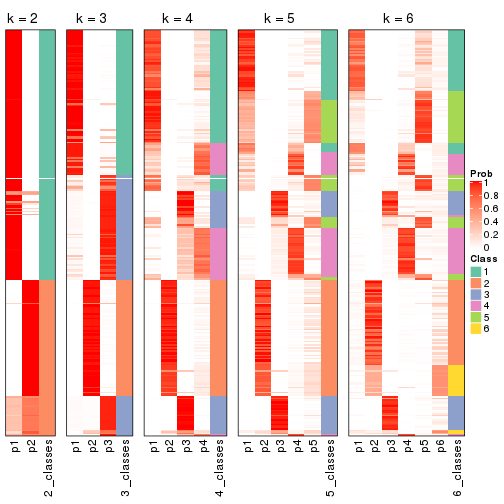 k = 2
k = 3
k = 4
k = 5
k = 6
p1
p2
2_classes
p1
p2
p3
3_classes
p1
p2
p3
p4
4_classes
p1
p2
p3
p4
p5
5_classes
p1
p2
p3
p4
p5
p6
6_classes
Prob
1
0.8
0.6
0.4
0.2
0
Class
1
2
3
4
5
6